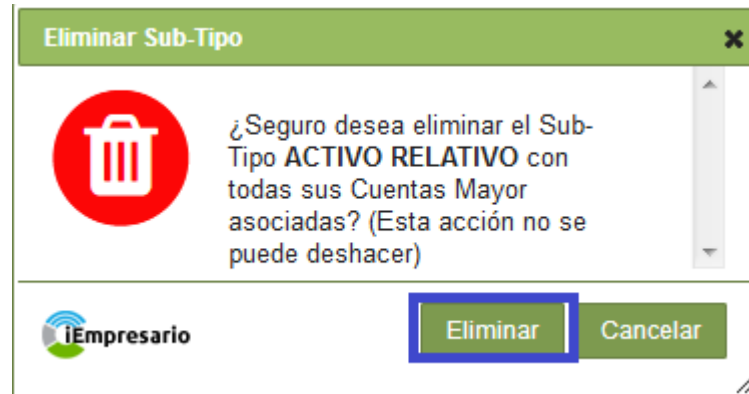 Eliminar Sub-Tipo
¿Seguro desea eliminar el Sub-
Tipo ACTIVO RELATIVO con
todas sus Cuentas Mayor
asociadas? (Esta acción no se
puede deshacer)
iEmpresario
Eliminar
Cancelar